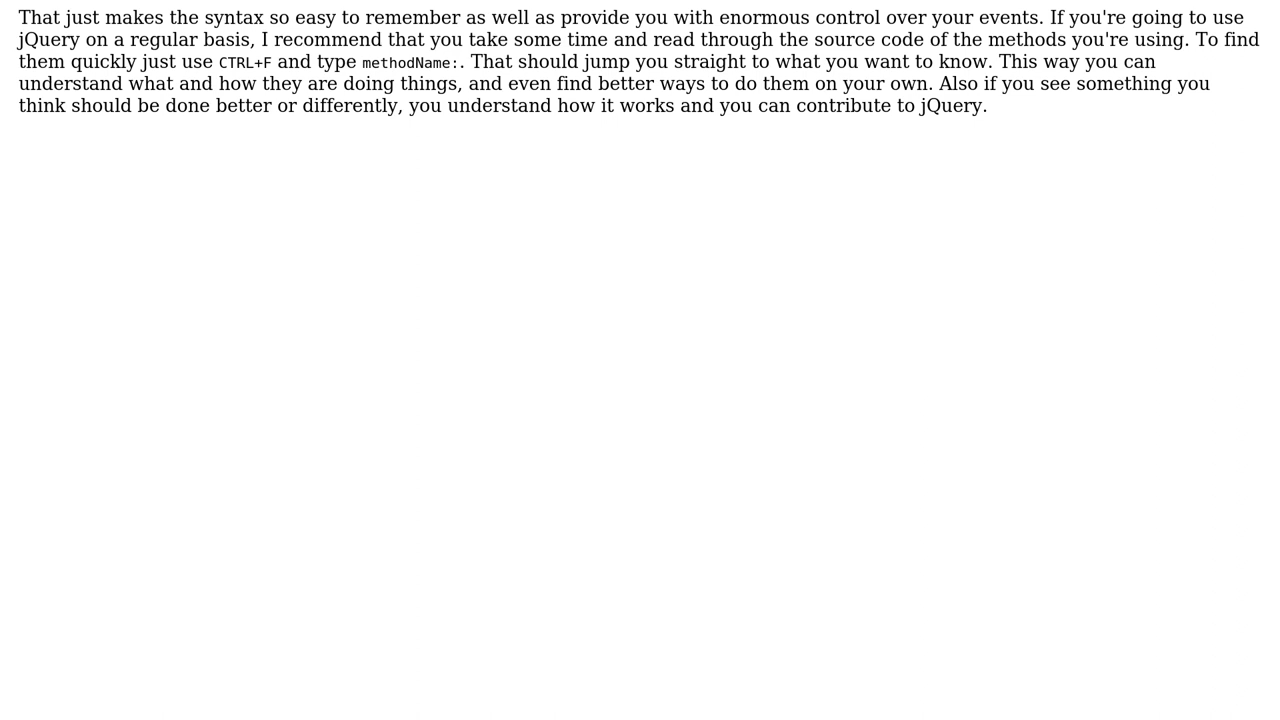 That just makes the syntax so easy to remember as well as provide you with enormous control over your events. If you're going to use
jQuery on a regular basis, I recommend that you take some time and read through the source code of the methods you're using. To find
them quickly just use CTRL+F and type methodName:. That should jump you straight to what you want to know. This way you can
understand what and how they are doing things, and even find better ways to do them on your own. Also if you see something you
think should be done better or differently, you understand how it works and you can contribute to jQuery.